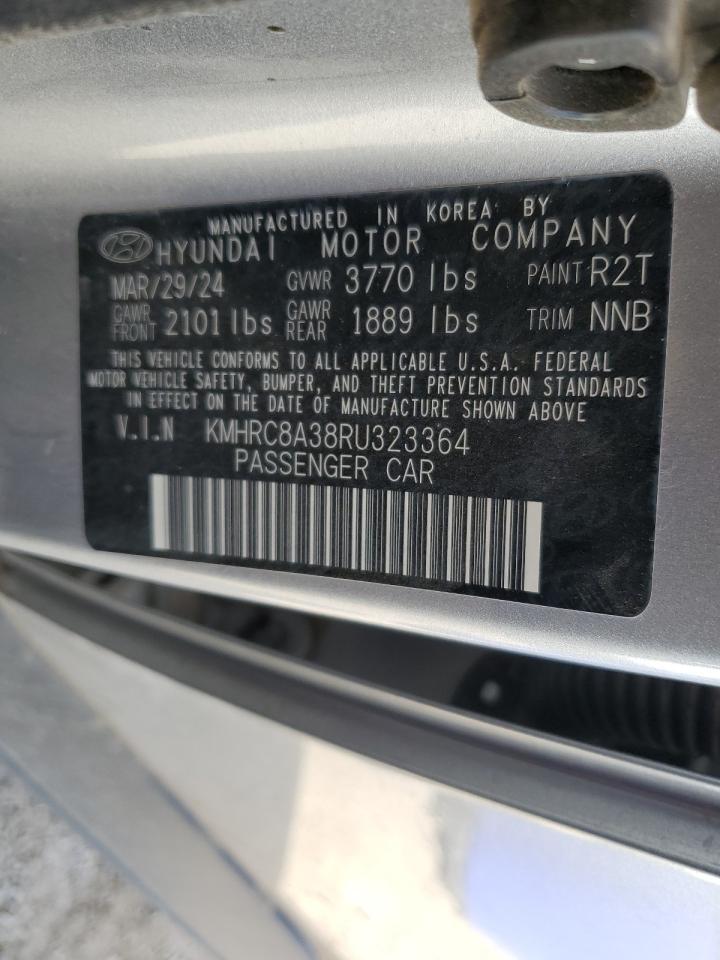 MANUFACTURED IN KOREA BY
HYUNDAI MOTOR COMPANY
MAR/29/24 GVWR 3770 lbs PAINT R2T
GAWR FRONT 2101 lbs GAWR REAR 1889 lbs TRIM NNB
THIS VEHICLE CONFORMS TO ALL APPLICABLE U.S.A. FEDERAL
MOTOR VEHICLE SAFETY, BUMPER, AND THEFT PREVENTION STANDARDS
IN EFFECT ON THE DATE OF MANUFACTURE SHOWN ABOVE
V.I.N KMHRC8A38RU323364
PASSENGER CAR